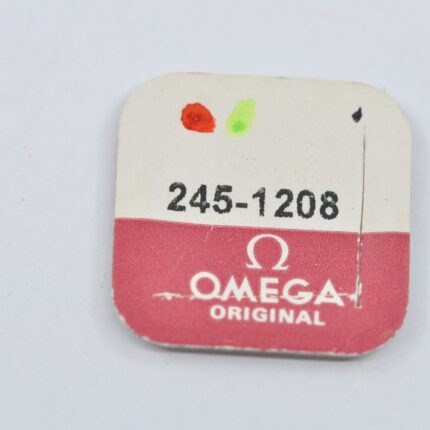 245-1208
Ω
OMEGA
ORIGINAL